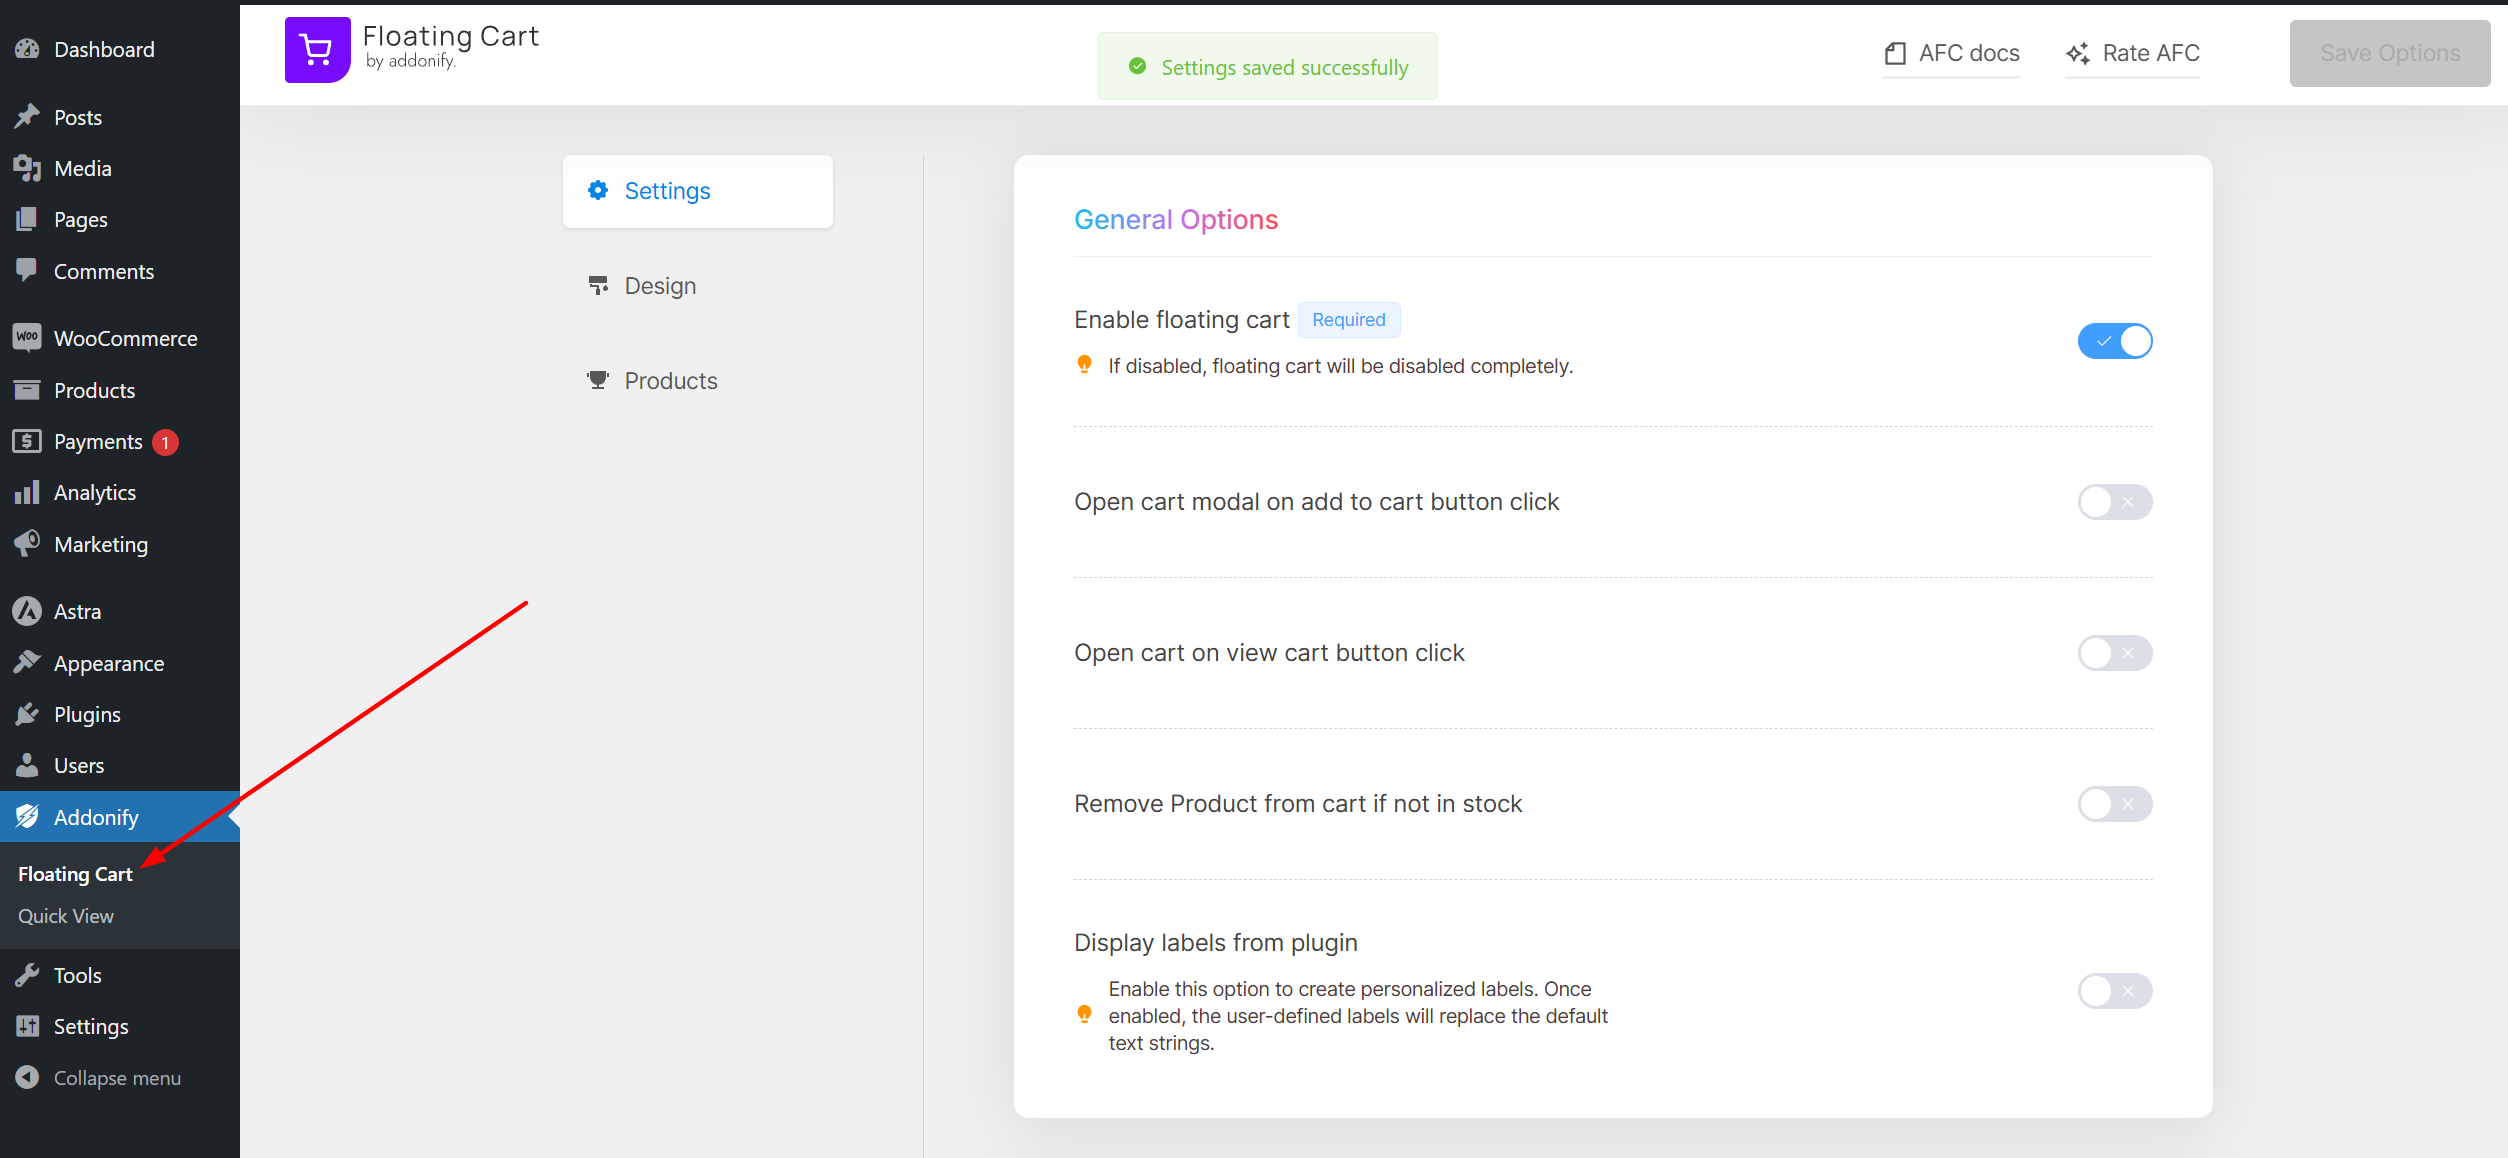 Dashboard
Posts
Media
Pages
Comments
WOO WooCommerce
Products
Payments 1
Analytics
Marketing
Astra
Appearance
Plugins
Users
Addonify
Floating Cart
Quick View
Tools
Settings
Collapse menu
Floating Cart
by addonify.
Settings saved successfully
AFC docs
Rate AFC
Save Options
Settings
Design
Products
General Options
Enable floating cart Required
If disabled, floating cart will be disabled completely.
Open cart modal on add to cart button click
Open cart on view cart button click
Remove Product from cart if not in stock
Display labels from plugin
Enable this option to create personalized labels. Once
enabled, the user-defined labels will replace the default
text strings.